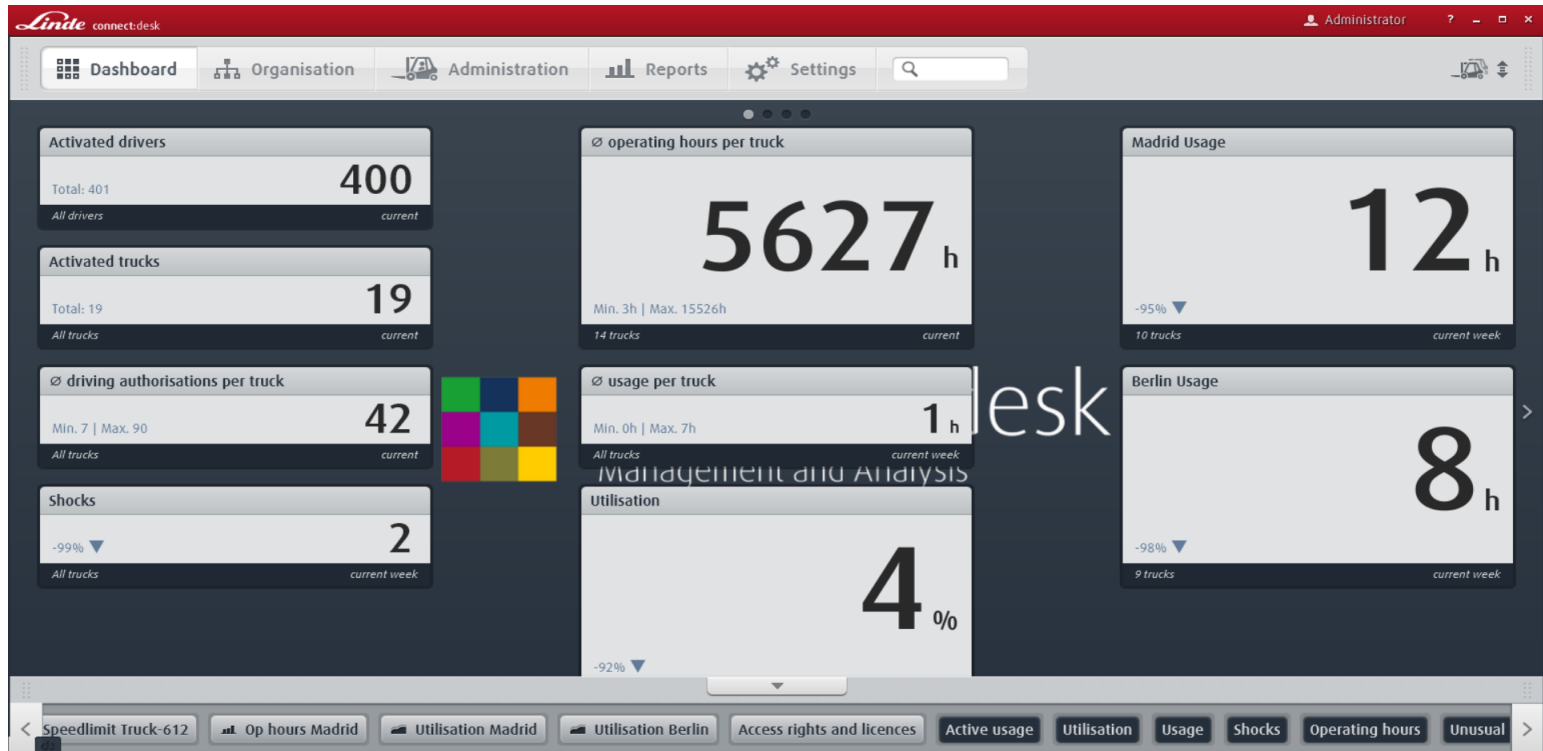 Linde connect:desk
Administrator ? – ×
Dashboard Organisation Administration Reports Settings
Activated drivers
Total: 401 400
All drivers current
Activated trucks
Total: 19 19
All trucks current
Ø driving authorisations per truck
Min. 7 | Max. 90 42
All trucks current
Shocks
-99% ▼ 2
All trucks current week
Ø operating hours per truck
5627 h
Min. 3h | Max. 15526h
14 trucks current
Ø usage per truck
Min. 0h | Max. 7h 1 h
All trucks current week
desk
Management and Analysis
Utilisation
4 %
-92% ▼
Madrid Usage
12 h
-95% ▼
10 trucks current week
Berlin Usage
8 h
-98% ▼
9 trucks current week
Speedlimit Truck-612 Op hours Madrid Utilisation Madrid Utilisation Berlin Access rights and licences Active usage Utilisation Usage Shocks Operating hours Unusual